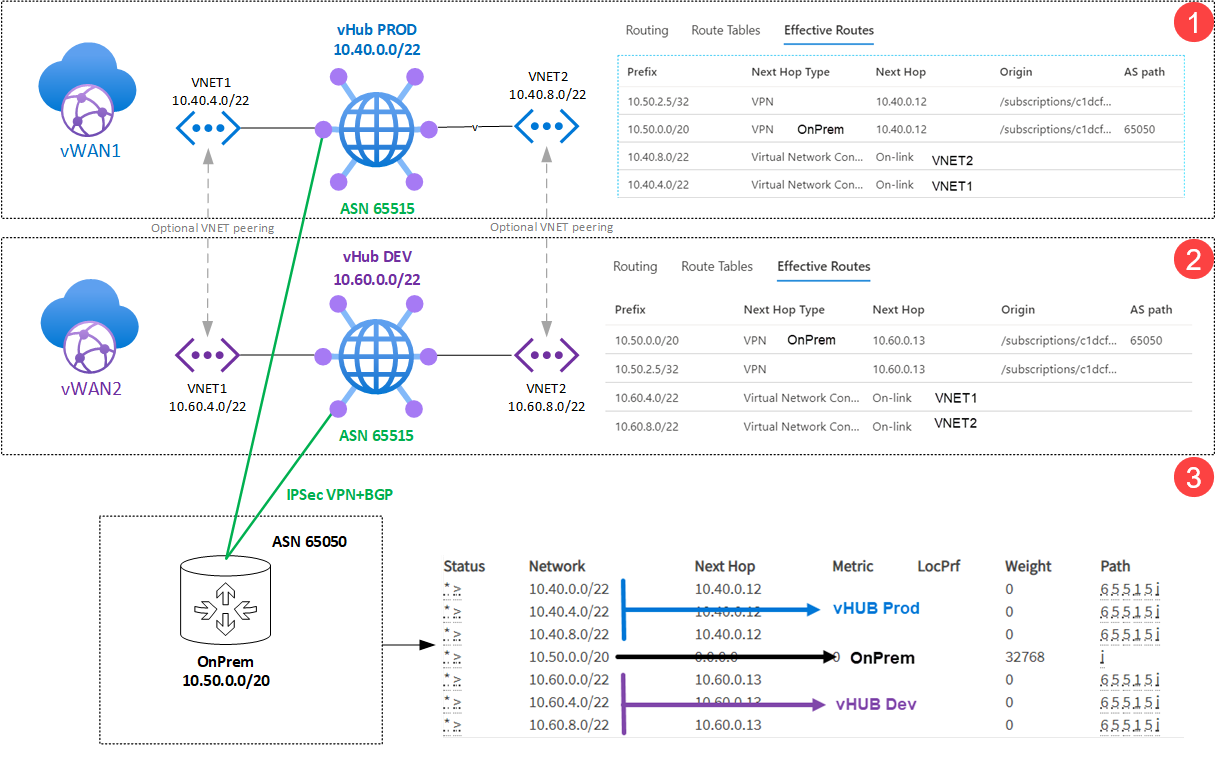 1
vHub PROD
10.40.0.0/22
VNET1
10.40.4.0/22
VNET2
10.40.8.0/22
vWAN1
v
ASN 65515
Routing Route Tables Effective Routes
Prefix Next Hop Type Next Hop Origin AS path
10.50.2.5/32 VPN 10.40.0.12 /subscriptions/c1dcf...
10.50.0.0/20 VPN OnPrem 10.40.0.12 /subscriptions/c1dcf... 65050
10.40.8.0/22 Virtual Network Con... On-link VNET2
10.40.4.0/22 Virtual Network Con... On-link VNET1
Optional VNET peering
Optional VNET peering
2
vHub DEV
10.60.0.0/22
vWAN2
VNET1
10.60.4.0/22
VNET2
10.60.8.0/22
ASN 65515
Routing Route Tables Effective Routes
Prefix Next Hop Type Next Hop Origin AS path
10.50.0.0/20 VPN OnPrem 10.60.0.13 /subscriptions/c1dcf... 65050
10.50.2.5/32 VPN 10.60.0.13 /subscriptions/c1dcf...
10.60.4.0/22 Virtual Network Con... On-link VNET1
10.60.8.0/22 Virtual Network Con... On-link VNET2
3
IPSec VPN+BGP
ASN 65050
OnPrem
10.50.0.0/20
Status Network Next Hop Metric LocPrf Weight Path
*> 10.40.0.0/22 10.40.0.12 0 65515i
*> 10.40.4.0/22 10.40.0.12 vHUB Prod 0 65515i
*> 10.40.8.0/22 10.40.0.12 0 65515i
*> 10.50.0.0/20 0.0.0.0 0 OnPrem 32768 i
*> 10.60.0.0/22 10.60.0.13 0 65515i
*> 10.60.4.0/22 10.60.0.13 vHUB Dev 0 65515i
*> 10.60.8.0/22 10.60.0.13 0 65515i